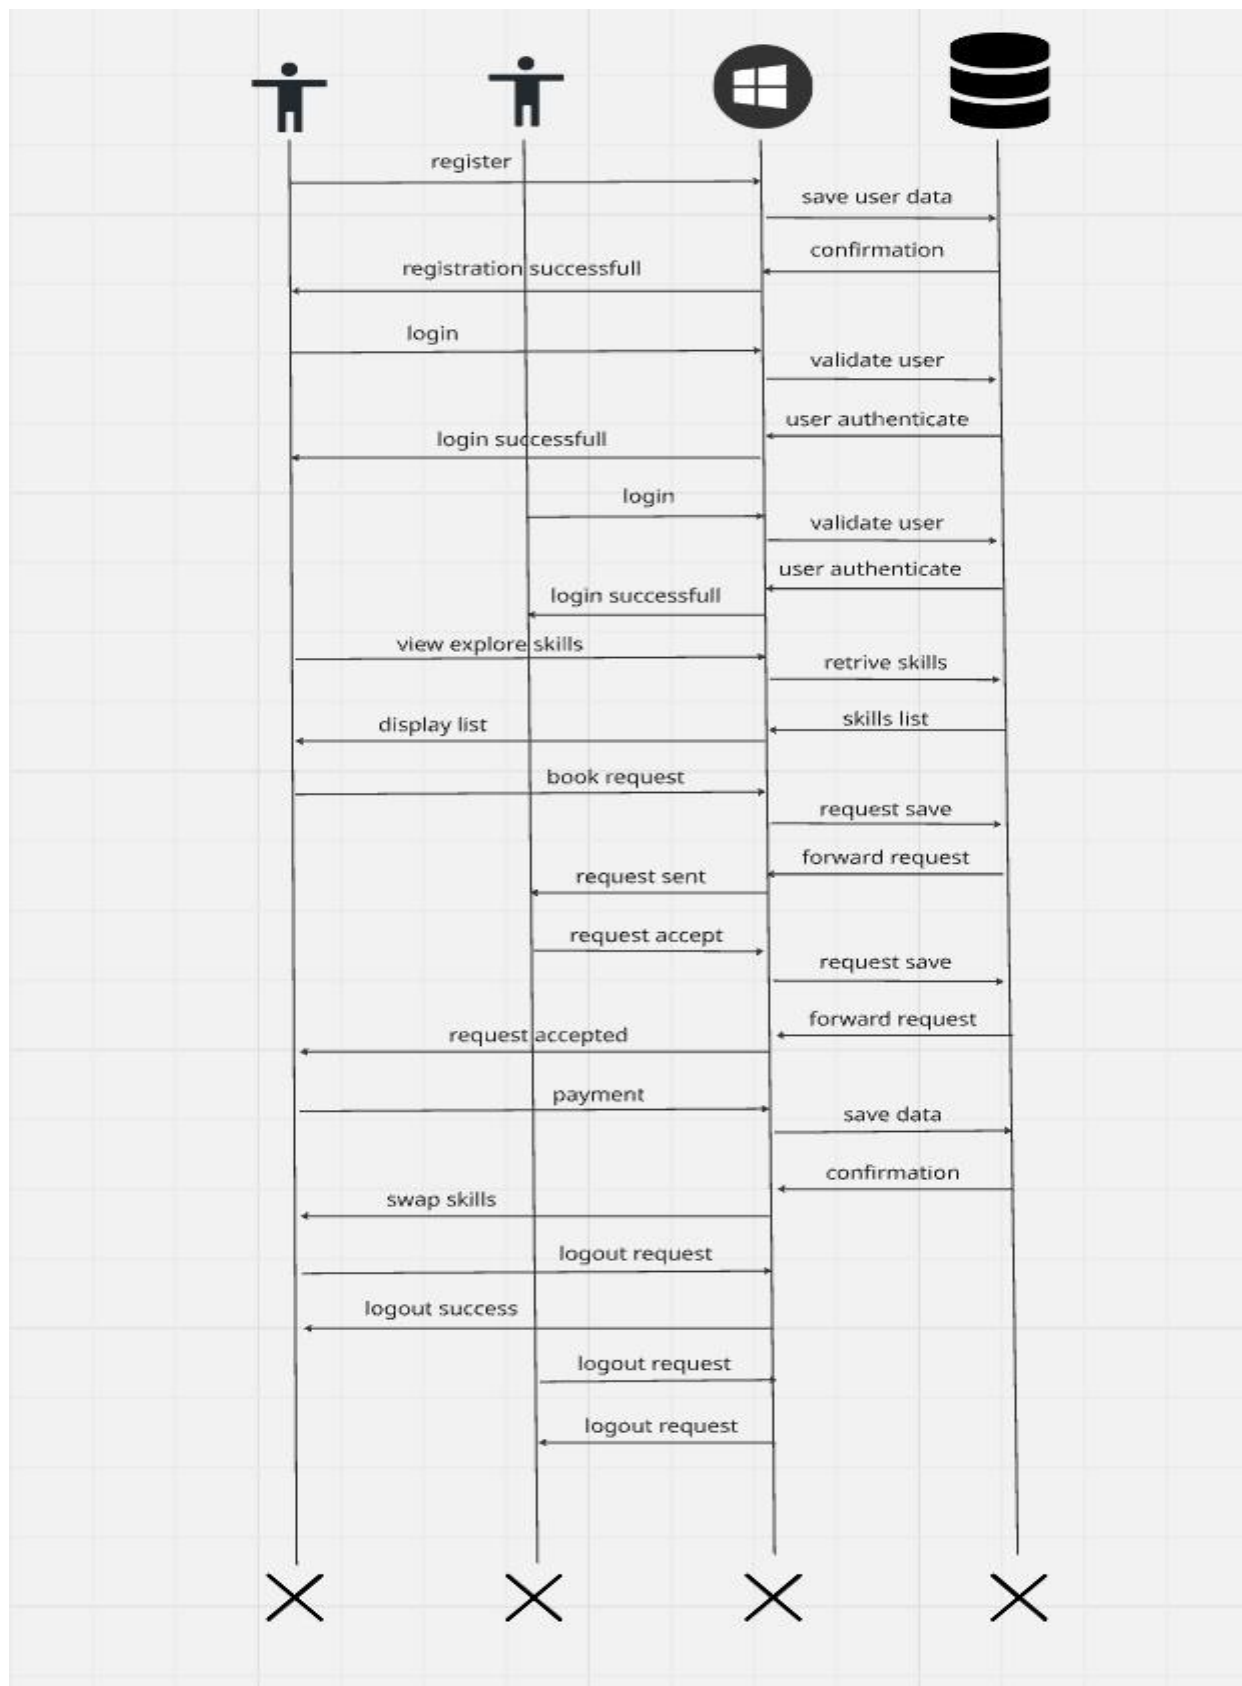 register
save user data
confirmation
registration successfull
login
validate user
user authenticate
login successfull
login
validate user
user authenticate
login successfull
view explore skills
retrive skills
skills list
display list
book request
request save
forward request
request sent
request accept
request save
forward request
request accepted
payment
save data
confirmation
swap skills
logout request
logout success
logout request
logout request